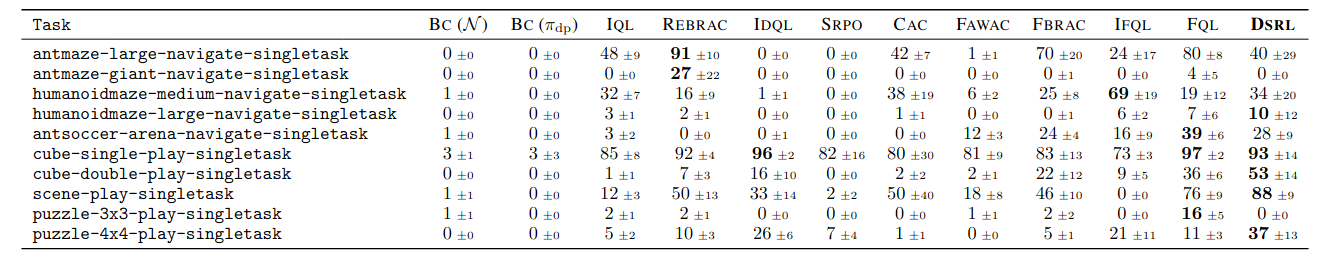 Task BC (𝒩) BC (π_dp) IQL REBRAC IDQL SRPO CAC FAWAC FBRAC IFQL FQL DSRL
antmaze-large-navigate-singletask 0 ±0 0 ±0 48 ±9 91 ±10 0 ±0 0 ±0 42 ±7 1 ±1 70 ±20 24 ±17 80 ±8 40 ±29
antmaze-giant-navigate-singletask 0 ±0 0 ±0 0 ±0 27 ±22 0 ±0 0 ±0 0 ±0 0 ±0 0 ±1 0 ±0 4 ±5 0 ±0
humanoidmaze-medium-navigate-singletask 1 ±0 0 ±0 32 ±7 16 ±9 1 ±1 0 ±0 38 ±19 6 ±2 25 ±8 69 ±19 19 ±12 34 ±20
humanoidmaze-large-navigate-singletask 0 ±0 0 ±0 3 ±1 2 ±1 0 ±0 0 ±0 1 ±1 0 ±0 0 ±1 6 ±2 7 ±6 10 ±12
antsoccer-arena-navigate-singletask 1 ±0 0 ±0 3 ±2 0 ±0 0 ±1 0 ±0 0 ±0 12 ±3 24 ±4 16 ±9 39 ±6 28 ±9
cube-single-play-singletask 3 ±1 3 ±3 85 ±8 92 ±4 96 ±2 82 ±16 80 ±30 81 ±9 83 ±13 73 ±3 97 ±2 93 ±14
cube-double-play-singletask 0 ±0 0 ±0 1 ±1 7 ±3 16 ±10 0 ±0 2 ±2 2 ±1 22 ±12 9 ±5 36 ±6 53 ±14
scene-play-singletask 1 ±1 0 ±0 12 ±3 50 ±13 33 ±14 2 ±2 50 ±40 18 ±8 46 ±10 0 ±0 76 ±9 88 ±9
puzzle-3x3-play-singletask 1 ±1 0 ±0 2 ±1 2 ±1 0 ±0 0 ±0 0 ±0 1 ±1 2 ±2 0 ±0 16 ±5 0 ±0
puzzle-4x4-play-singletask 0 ±0 0 ±0 5 ±2 10 ±3 26 ±6 7 ±4 1 ±1 0 ±0 5 ±1 21 ±11 11 ±3 37 ±13